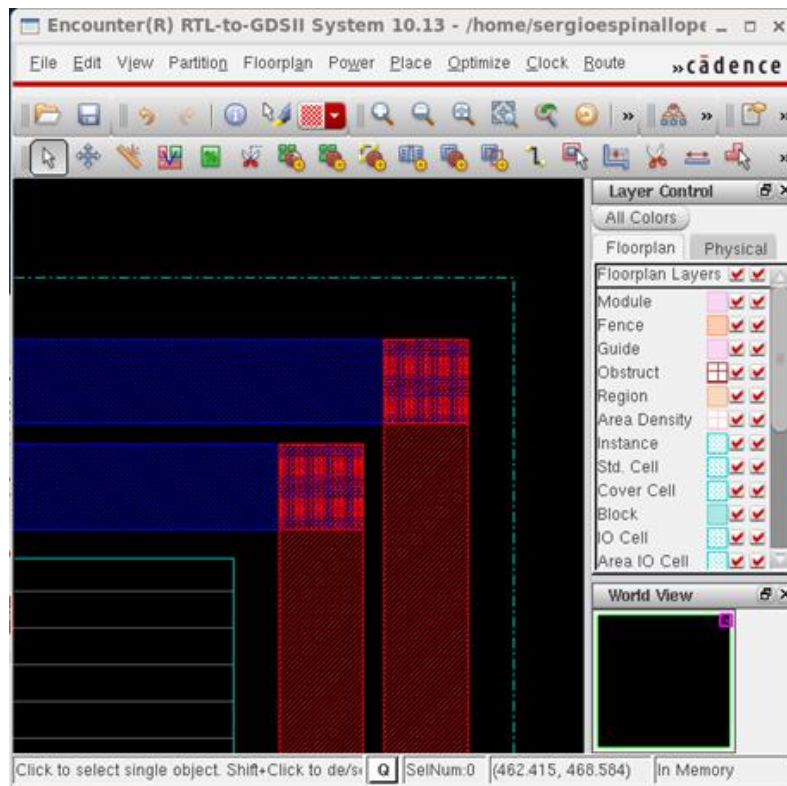 Encounter(R) RTL-to-GDSII System 10.13 - /home/sergioespinallope
File Edit View Partition Floorplan Power Place Optimize Clock Route » cādence
» » »
»
Layer Control
All Colors
Floorplan Physical
Floorplan Layers
Module
Fence
Guide
Obstruct
Region
Area Density
Instance
Std. Cell
Cover Cell
Block
IO Cell
Area IO Cell
World View
Click to select single object. Shift+Click to de/s Q SelNum:0 (462.415, 468.584) In Memory